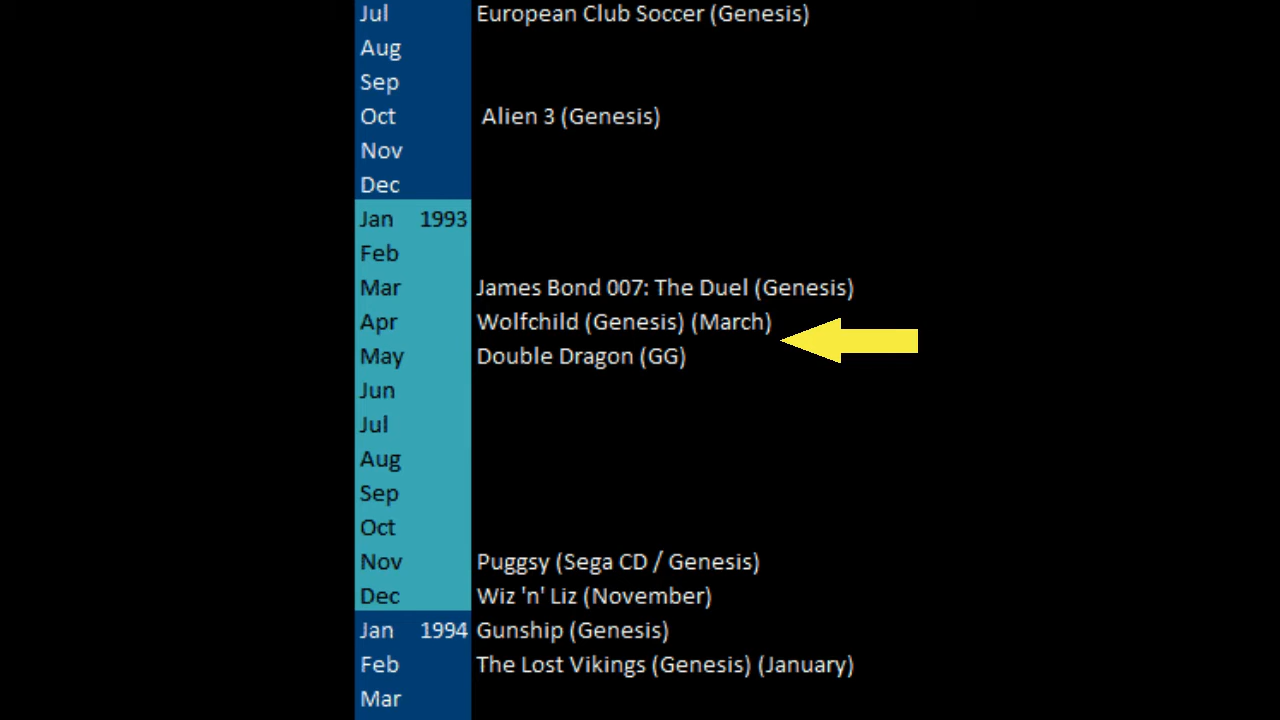 Jul European Club Soccer (Genesis)
Aug
Sep
Oct Alien 3 (Genesis)
Nov
Dec
Jan 1993
Feb
Mar James Bond 007: The Duel (Genesis)
Apr Wolfchild (Genesis) (March)
May Double Dragon (GG)
Jun
Jul
Aug
Sep
Oct
Nov Puggsy (Sega CD / Genesis)
Dec Wiz 'n' Liz (November)
Jan 1994 Gunship (Genesis)
Feb The Lost Vikings (Genesis) (January)
Mar